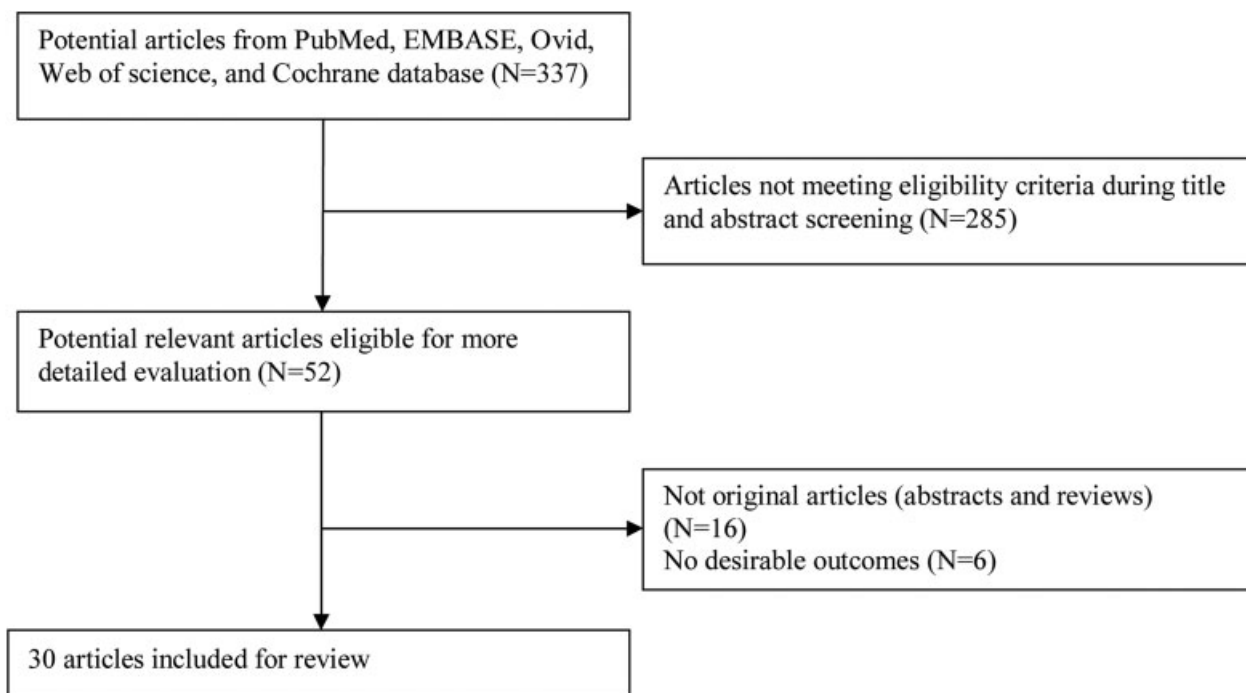 Potential articles from PubMed, EMBASE, Ovid,
Web of science, and Cochrane database (N=337)
Articles not meeting eligibility criteria during title
and abstract screening (N=285)
Potential relevant articles eligible for more
detailed evaluation (N=52)
Not original articles (abstracts and reviews)
(N=16)
No desirable outcomes (N=6)
30 articles included for review